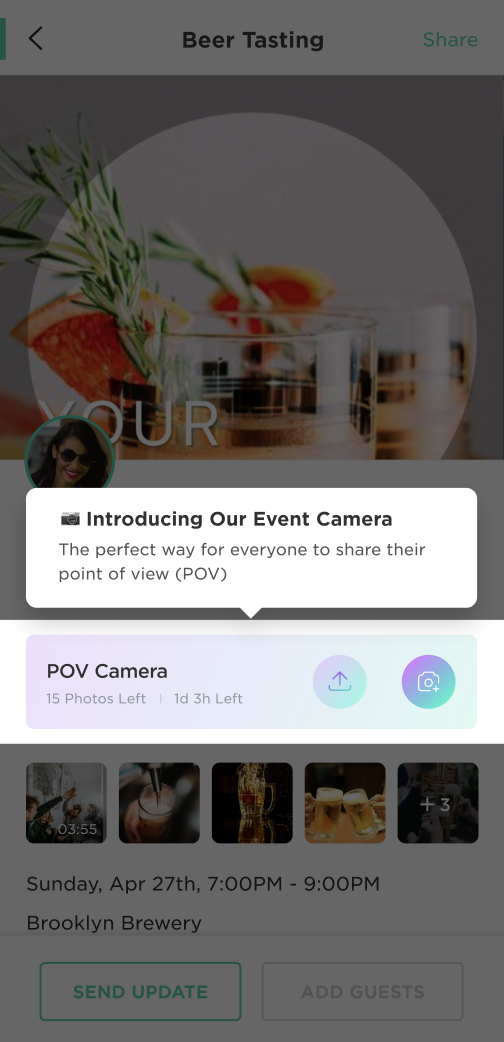 Beer Tasting
Share
YOUR
Introducing Our Event Camera
The perfect way for everyone to share their
point of view (POV)
POV Camera
15 Photos Left | 1d 3h Left
03:55
+ 3
Sunday, Apr 27th, 7:00PM - 9:00PM
Brooklyn Brewery
SEND UPDATE
ADD GUESTS